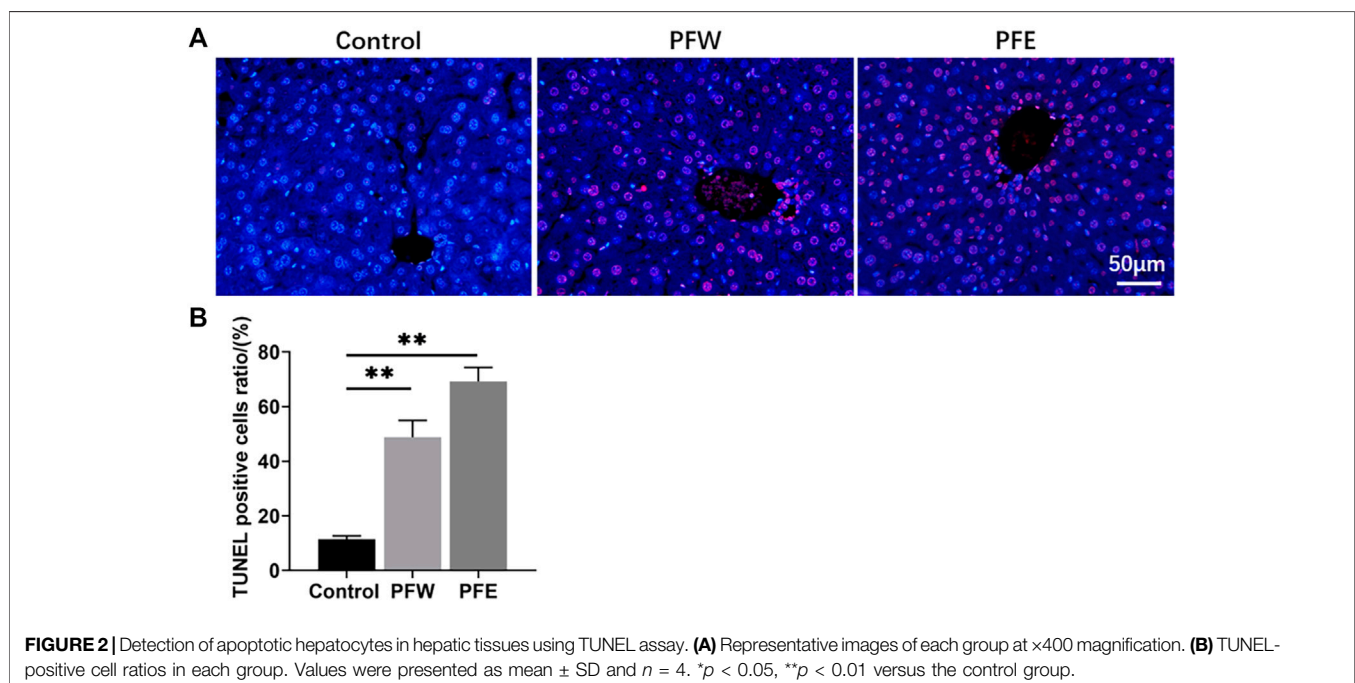 A
Control PFW PFE
50μm
B
TUNEL positive cells ratio/(%)
80
60
40
20
0
**
**
Control PFW PFE
FIGURE 2 | Detection of apoptotic hepatocytes in hepatic tissues using TUNEL assay. (A) Representative images of each group at ×400 magnification. (B) TUNEL-
positive cell ratios in each group. Values were presented as mean ± SD and n = 4. *p < 0.05, **p < 0.01 versus the control group.